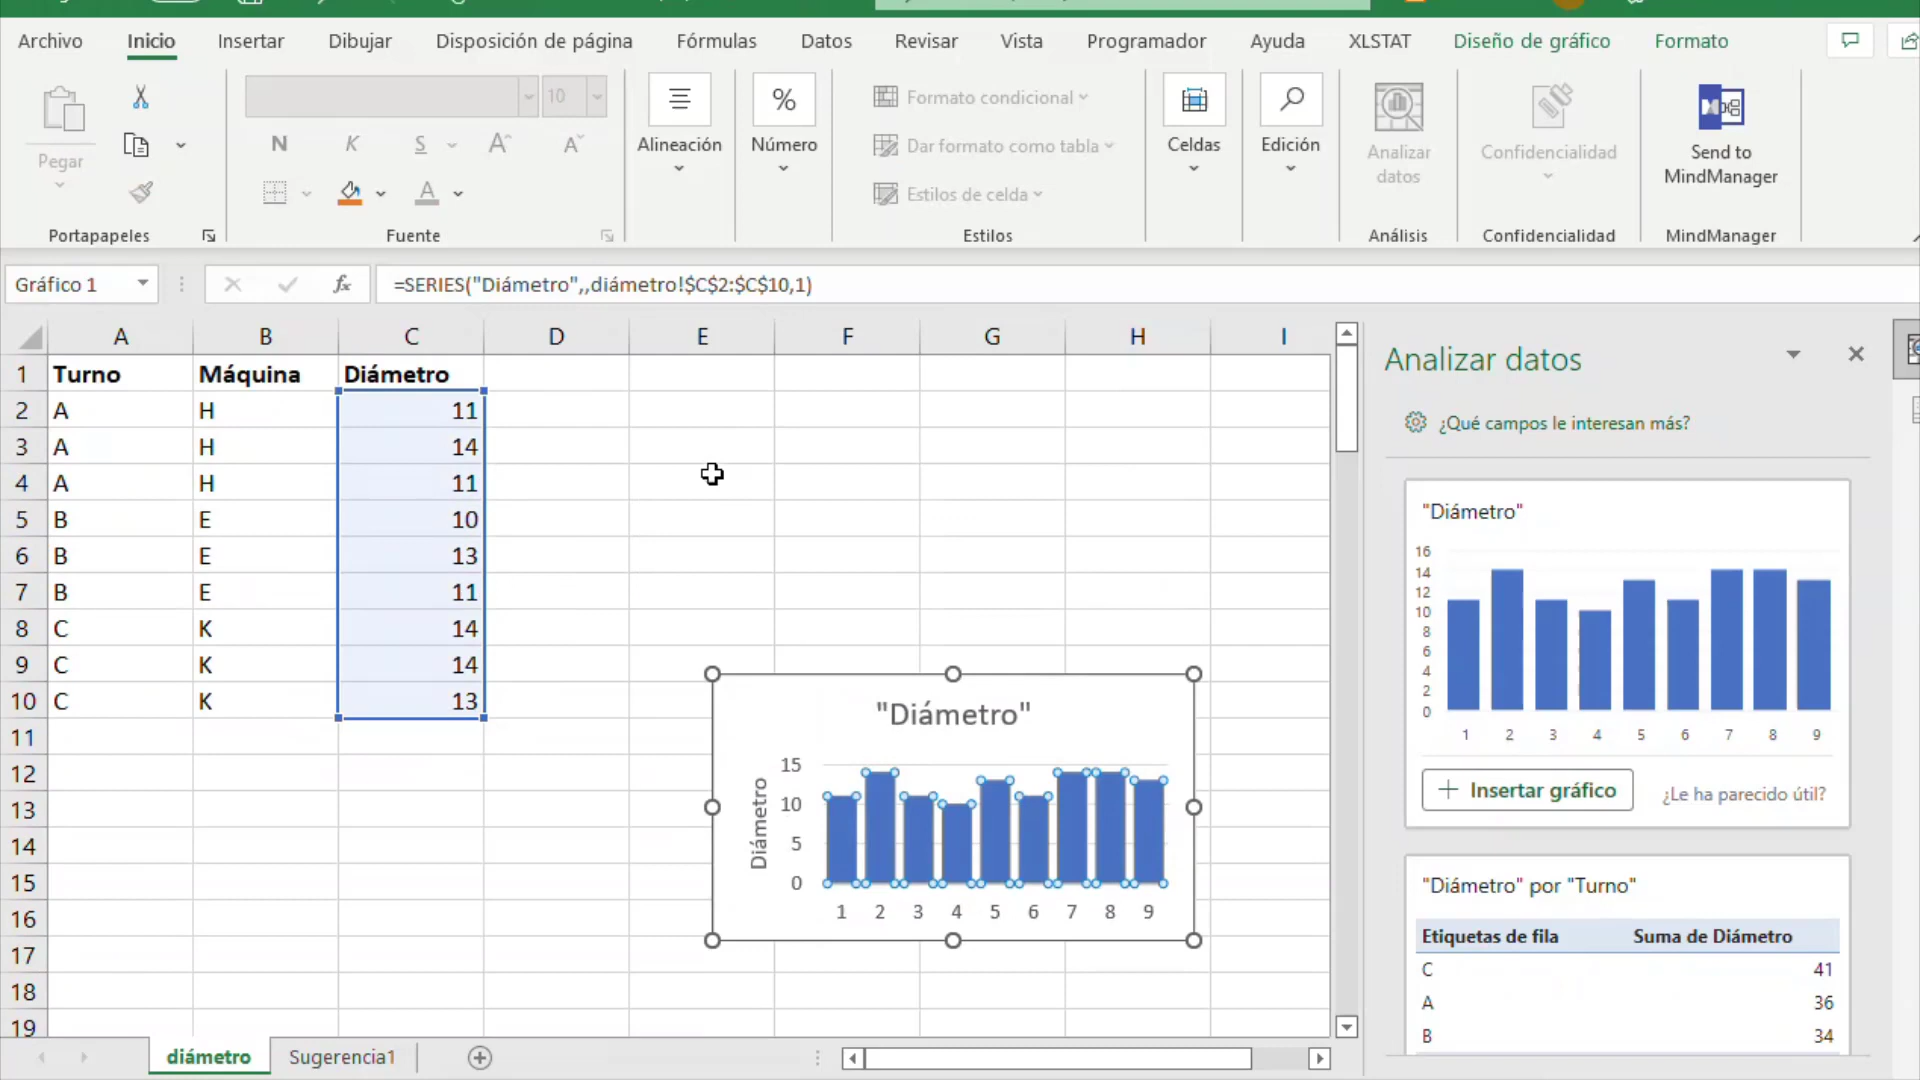 Archivo Inicio Insertar Dibujar Disposición de página Fórmulas Datos Revisar Vista Programador Ayuda XLSTAT Diseño de gráfico Formato
Pegar
N K S A A
A
10
Alineación
%
Número
Formato condicional
Dar formato como tabla
Estilos de celda
Celdas
Edición
Analizar
datos
Confidencialidad
Send to
MindManager
Portapapeles Fuente Estilos Análisis Confidencialidad MindManager
Gráfico 1 fx =SERIES("Diámetro",,diámetro!$C$2:$C$10,1)
A B C D E F G H I
1 Turno Máquina Diámetro
2 A H 11
3 A H 14
4 A H 11
5 B E 10
6 B E 13
7 B E 11
8 C K 14
9 C K 14
10 C K 13
11
12
13
14
15
16
17
18
19
"Diámetro"
Diámetro
15
10
5
0
1 2 3 4 5 6 7 8 9
Analizar datos
¿Qué campos le interesan más?
"Diámetro"
16
14
12
10
8
6
4
2
0
1 2 3 4 5 6 7 8 9
Insertar gráfico ¿Le ha parecido útil?
"Diámetro" por "Turno"
Etiquetas de fila Suma de Diámetro
C 41
A 36
B 34
diámetro Sugerencia1